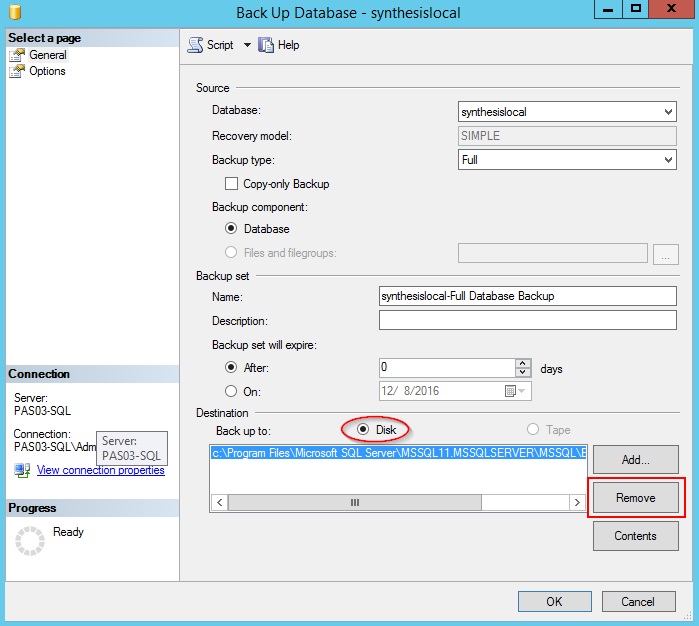 Back Up Database - synthesislocal
Select a page
General
Options
Script
Help
Source
Database:
synthesislocal
Recovery model:
SIMPLE
Backup type:
Full
Copy-only Backup
Backup component:
Database
Files and filegroups:
...
Backup set
Name:
synthesislocal-Full Database Backup
Description:
Backup set will expire:
After:
0
days
On:
12/ 8/2016
Destination
Back up to:
Disk
Tape
c:\Program Files\Microsoft SQL Server\MSSQL11.MSSQLSERVER\MSSQL\
Add...
Remove
Contents
Connection
Server:
PAS03-SQL
Connection:
PAS03-SQL\Adm
Server:
PAS03-SQL
View connection properties
Progress
Ready
OK
Cancel